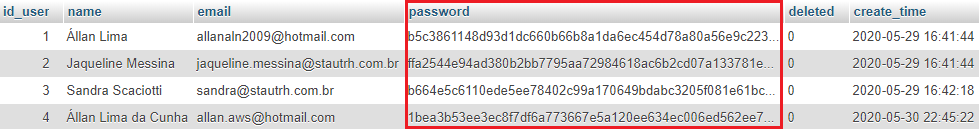 id_user name email password deleted create_time
1 Állan Lima allanaln2009@hotmail.com b5c3861148d93d1dc660b66b8a1da6ec454d78a80a56e9c223... 0 2020-05-29 16:41:44
2 Jaqueline Messina jaqueline.messina@stautrh.com.br ffa2544e94ad380b2bb7795aa72984618ac6b2cd07a133781e... 0 2020-05-29 16:41:44
3 Sandra Scaciotti sandra@stautrh.com.br b664e5c6110ede5ee78402c99a170649bdabc3205f081e61bc... 0 2020-05-29 16:42:18
4 Állan Lima da Cunha allan.aws@hotmail.com 1bea3b53ee3ec8f7df6a773667e5a120ee634ec006ed562ee7... 0 2020-05-30 22:45:22